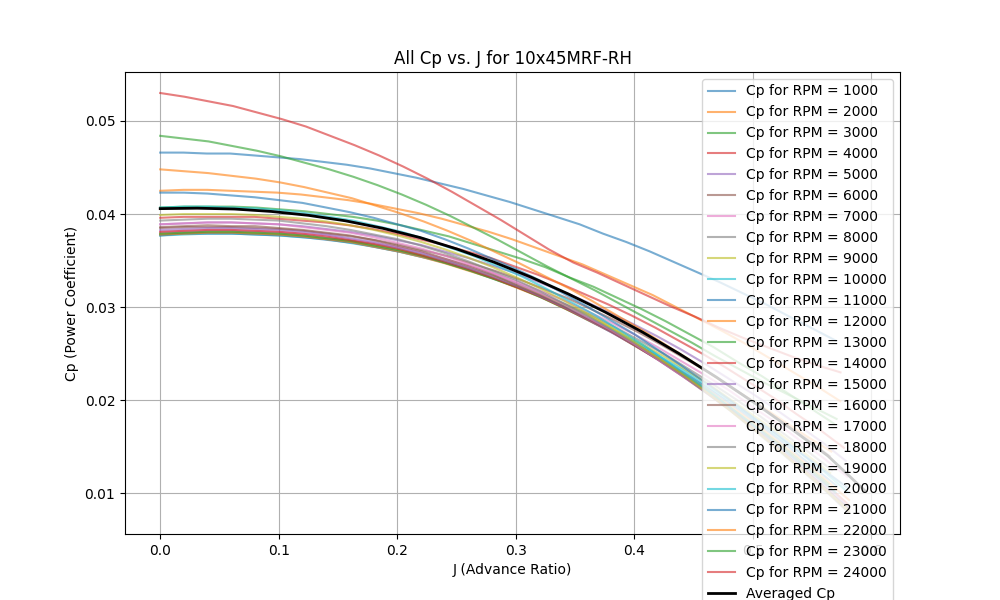 All Cp vs. J for 10x45MRF-RH
Cp (Power Coefficient)
0.05
0.04
0.03
0.02
0.01
0.0
0.1
0.2
0.3
0.4
J (Advance Ratio)
Cp for RPM = 1000
Cp for RPM = 2000
Cp for RPM = 3000
Cp for RPM = 4000
Cp for RPM = 5000
Cp for RPM = 6000
Cp for RPM = 7000
Cp for RPM = 8000
Cp for RPM = 9000
Cp for RPM = 10000
Cp for RPM = 11000
Cp for RPM = 12000
Cp for RPM = 13000
Cp for RPM = 14000
Cp for RPM = 15000
Cp for RPM = 16000
Cp for RPM = 17000
Cp for RPM = 18000
Cp for RPM = 19000
Cp for RPM = 20000
Cp for RPM = 21000
Cp for RPM = 22000
Cp for RPM = 23000
Cp for RPM = 24000
Averaged Cp